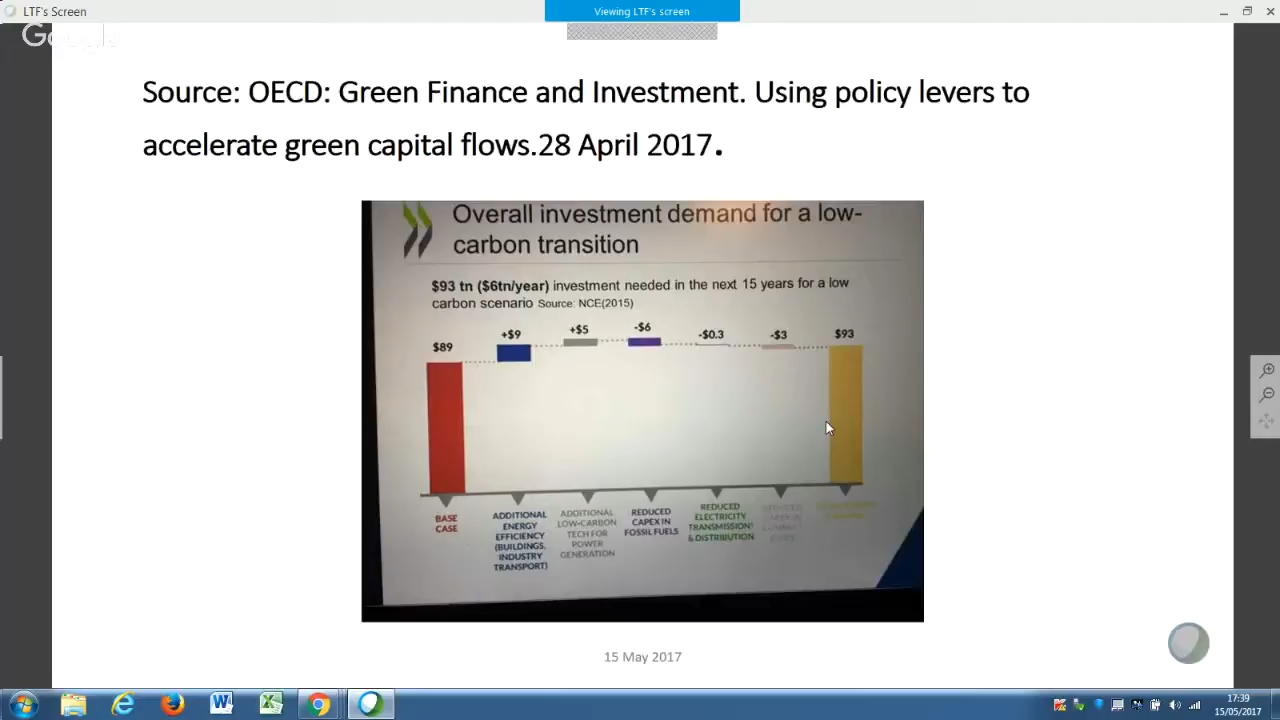 LTF's Screen
Viewing LTF's screen
Source: OECD: Green Finance and Investment. Using policy levers to
accelerate green capital flows.28 April 2017.
Overall investment demand for a low-
carbon transition
$93 tn ($6tn/year) investment needed in the next 15 years for a low
carbon scenario Source: NCE(2015)
$89
+$9
+$5
-$6
-$0.3
-$3
$93
BASE
CASE
ADDITIONAL
ENERGY
EFFICIENCY
(BUILDINGS,
INDUSTRY
TRANSPORT)
ADDITIONAL
LOW-CARBON
TECH FOR
POWER
GENERATION
REDUCED
CAPEX IN
FOSSIL FUELS
REDUCED
ELECTRICITY
TRANSMISSION
& DISTRIBUTION
15 May 2017
17:39
15/05/2017